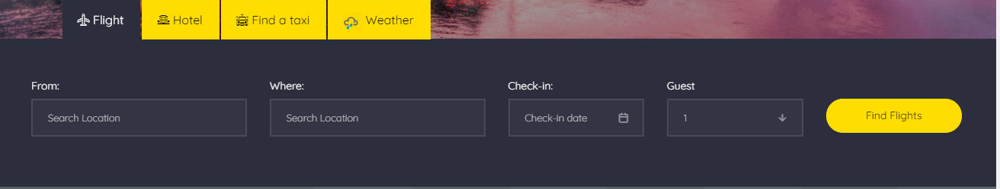 Flight Hotel Find a taxi Weather
From: Where: Check-in: Guest
Search Location Search Location Check-in date 1 Find Flights